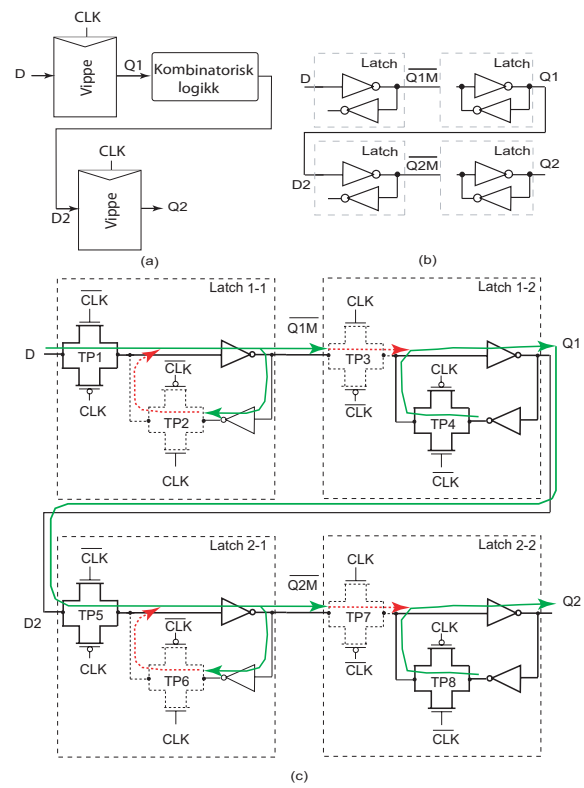 CLK
D
Vippe
Q1
Kombinatorisk
logikk
CLK
D2
Vippe
Q2
(a)
Latch
Latch
D
Q1M
Q1
Latch
Latch
D2
Q2M
Q2
(b)
Latch 1-1
Latch 1-2
CLK
CLK
Q1M
Q1
D
TP1
TP3
CLK
CLK
CLK
TP2
CLK
TP4
CLK
CLK
Latch 2-1
Latch 2-2
CLK
CLK
Q2M
Q2
D2
TP5
TP7
CLK
CLK
CLK
TP6
CLK
TP8
CLK
CLK
(c)